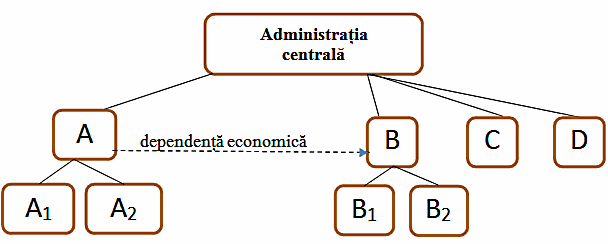 Administrația
centrală
A
dependență economică
B
C
D
A1
A2
B1
B2